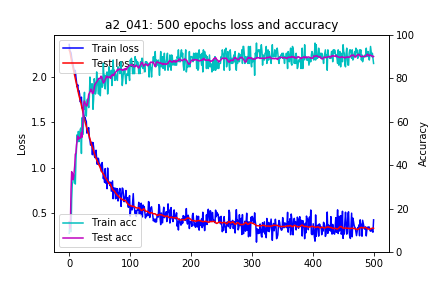 a2_041: 500 epochs loss and accuracy
Train loss
Test loss
Train acc
Test acc
Loss
Accuracy
2.0
1.5
1.0
0.5
100
80
60
40
20
0
0
100
200
300
400
500